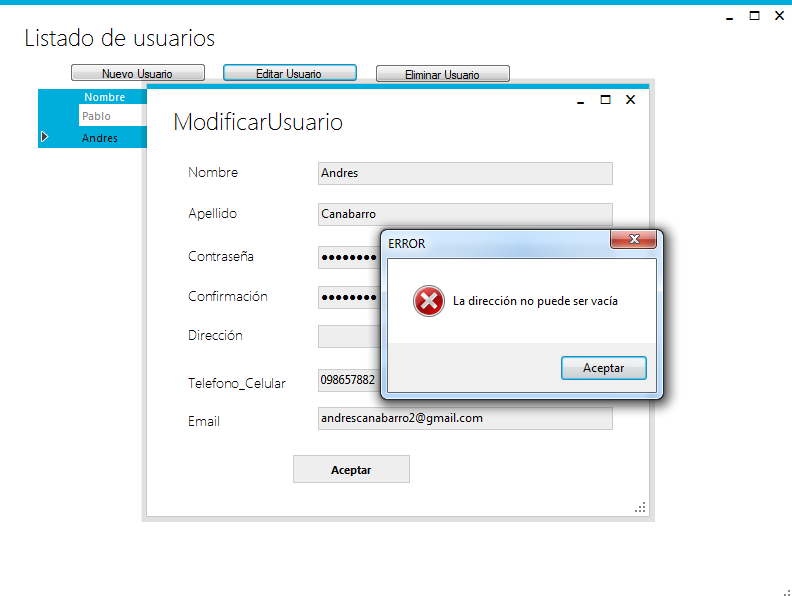 Listado de usuarios
Nuevo Usuario Editar Usuario Eliminar Usuario
Nombre
Pablo
Andres
ModificarUsuario
Nombre Andres
Apellido Canabarro
Contraseña ●●●●●●●●
Confirmación ●●●●●●●●
Dirección
Telefono_Celular 098657882
Email andrescanabarro2@gmail.com
Aceptar
ERROR
La dirección no puede ser vacía
Aceptar